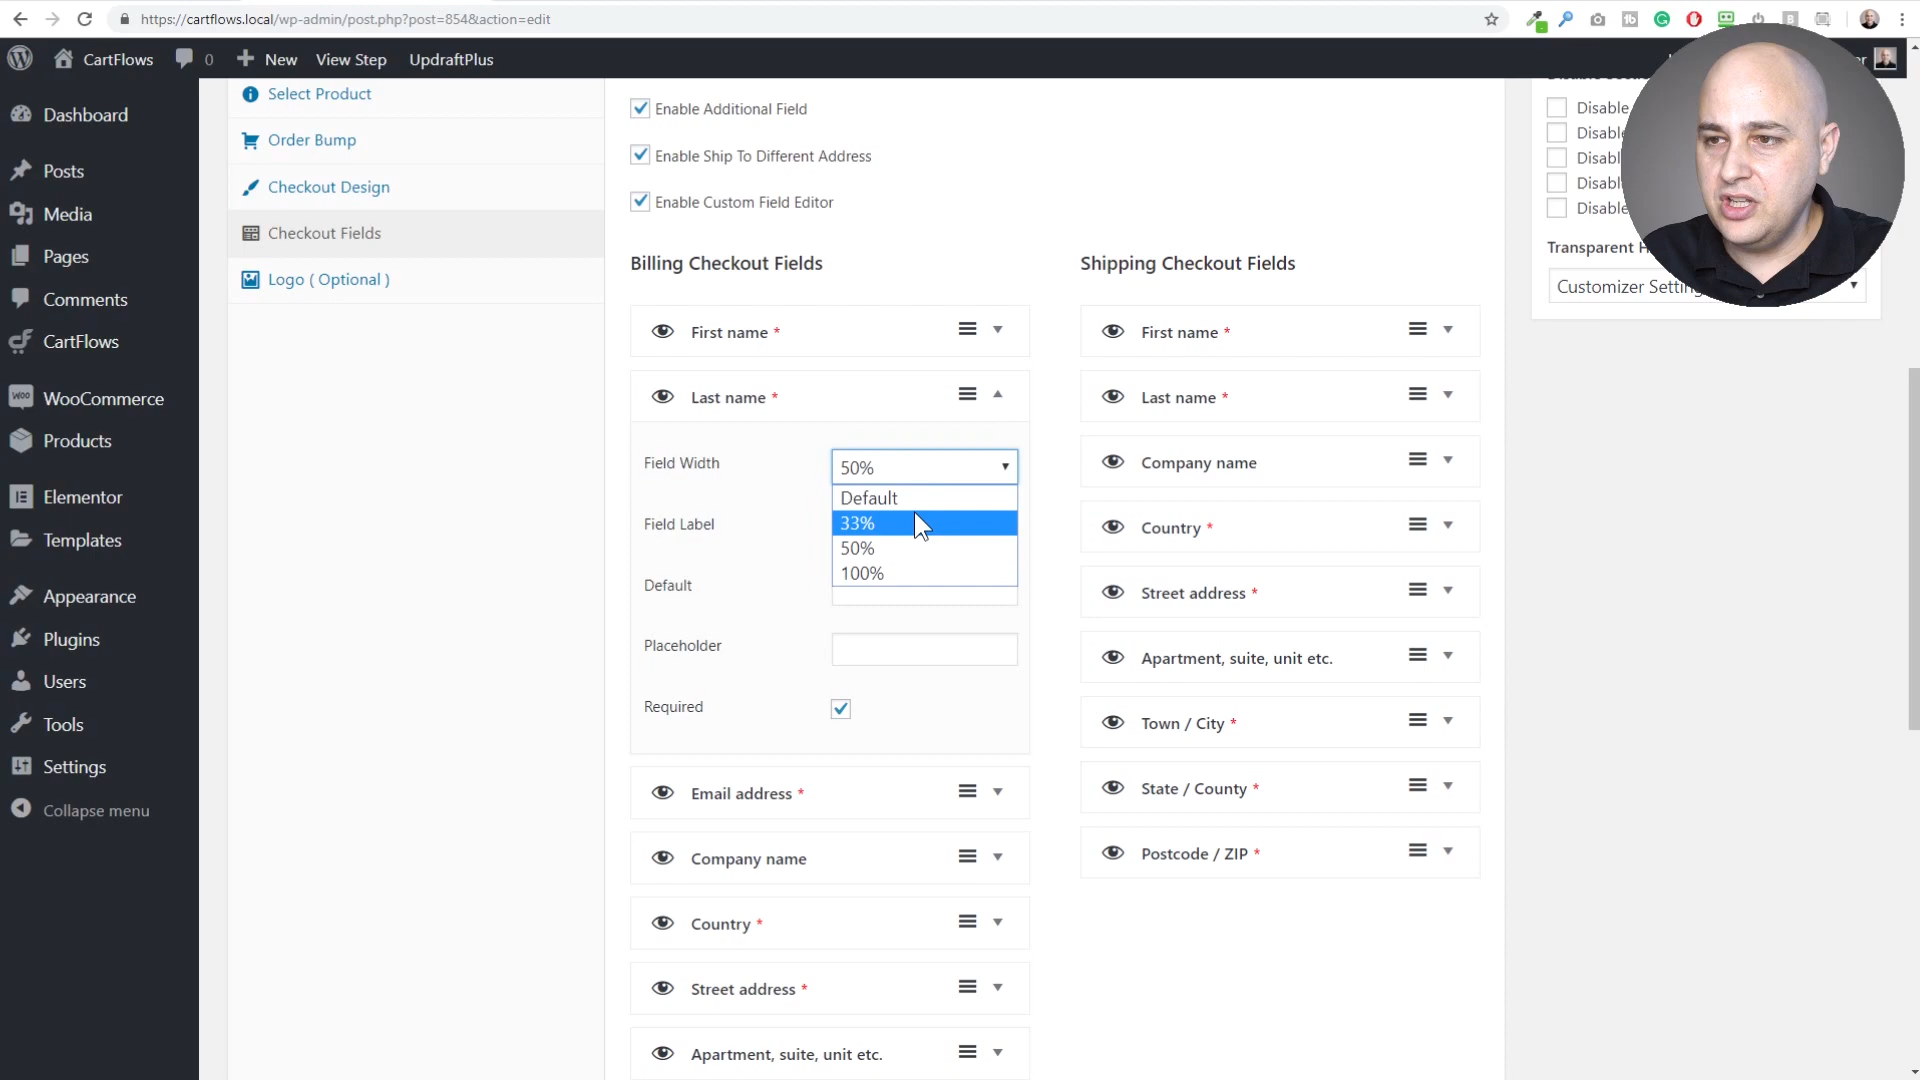 https://cartflows.local/wp-admin/post.php?post=854&action=edit
CartFlows
0
New
View Step
UpdraftPlus
Dashboard
Posts
Media
Pages
Comments
CartFlows
WooCommerce
Products
Elementor
Templates
Appearance
Plugins
Users
Tools
Settings
Collapse menu
Select Product
Order Bump
Checkout Design
Checkout Fields
Logo ( Optional )
Enable Additional Field
Enable Ship To Different Address
Enable Custom Field Editor
Billing Checkout Fields
First name *
Last name *
Field Width
50%
Default
33%
50%
100%
Field Label
Default
Placeholder
Required
Email address *
Company name
Country *
Street address *
Apartment, suite, unit etc.
Shipping Checkout Fields
First name *
Last name *
Company name
Country *
Street address *
Apartment, suite, unit etc.
Town / City *
State / County *
Postcode / ZIP *
Disable
Disable
Disabl
Disabl
Disable
Transparent H
Customizer Settin